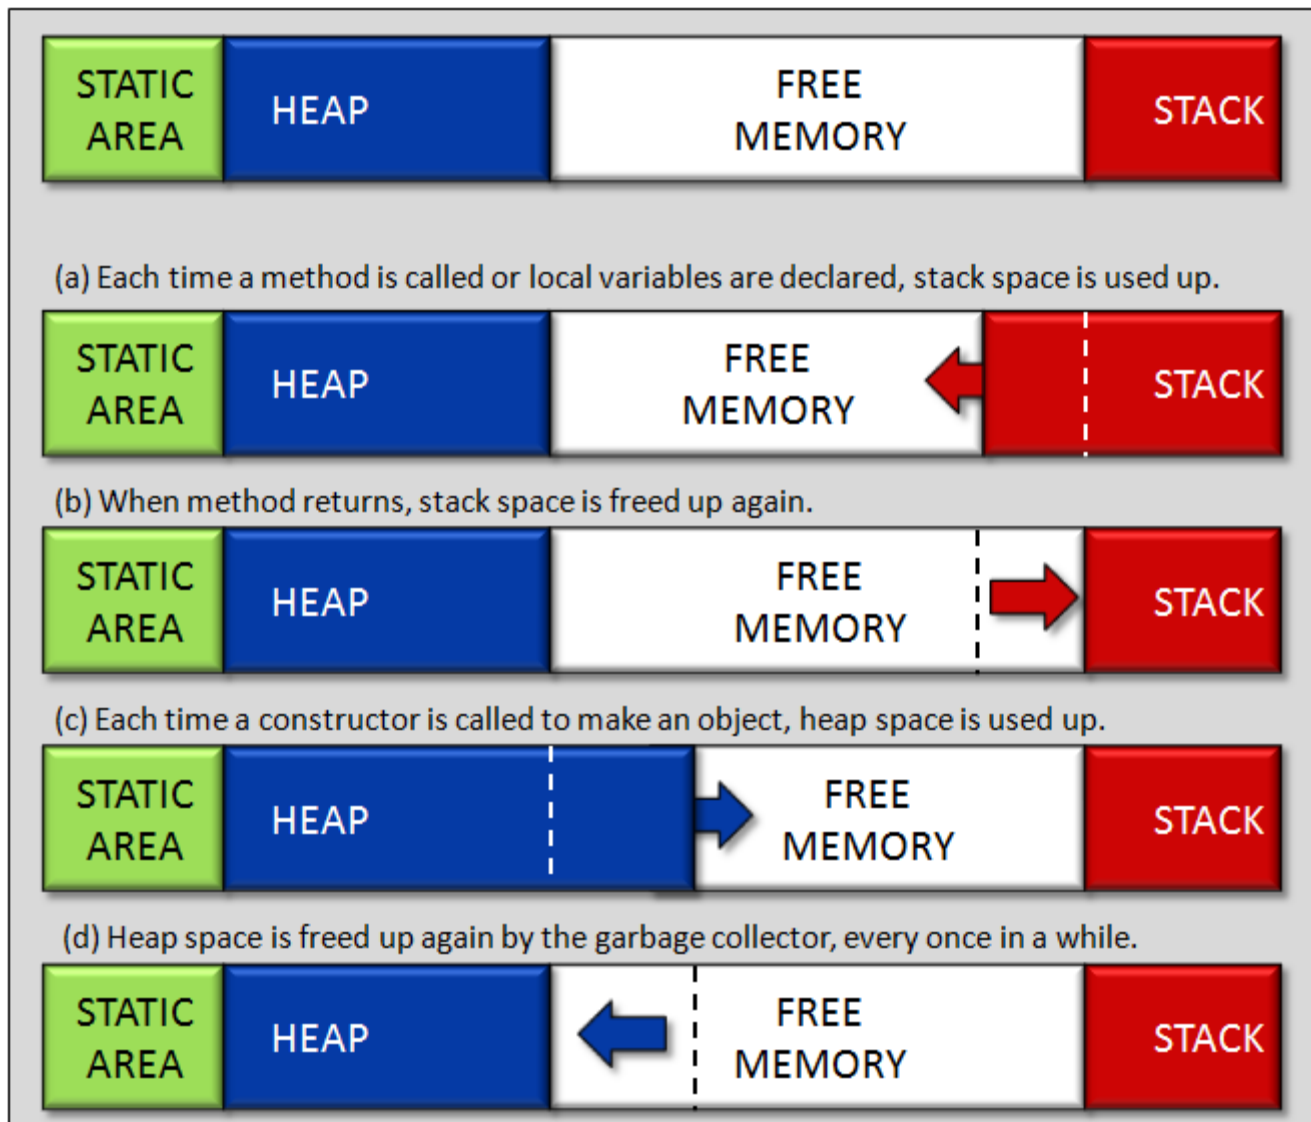 STATIC
AREA
HEAP
FREE
MEMORY
STACK
(a) Each time a method is called or local variables are declared, stack space is used up.
STATIC
AREA
HEAP
FREE
MEMORY
STACK
(b) When method returns, stack space is freed up again.
STATIC
AREA
HEAP
FREE
MEMORY
STACK
(c) Each time a constructor is called to make an object, heap space is used up.
STATIC
AREA
HEAP
FREE
MEMORY
STACK
(d) Heap space is freed up again by the garbage collector, every once in a while.
STATIC
AREA
HEAP
FREE
MEMORY
STACK